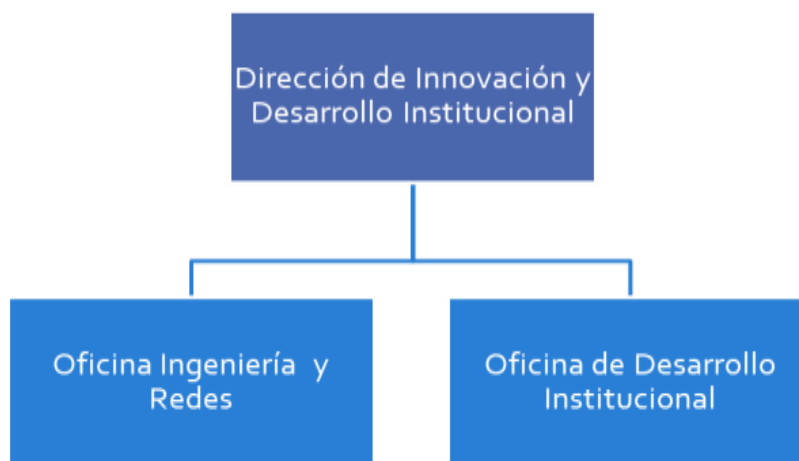 Dirección de Innovación y
Desarrollo Institucional
Oficina Ingeniería y
Redes
Oficina de Desarrollo
Institucional